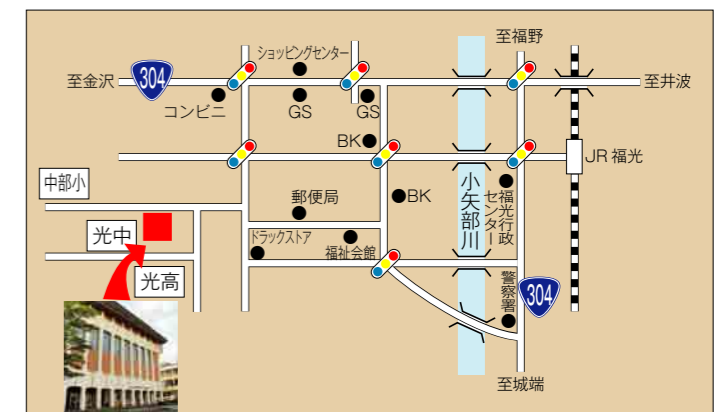 至福野
ショッピングセンター
至金沢
304
至井波
コンビニ
GS
GS
BK
JR福光
中部小
小矢部川
福光行政
センター
郵便局
BK
光中
ドラックストア
福祉会館
光高
警察署
304
至城端